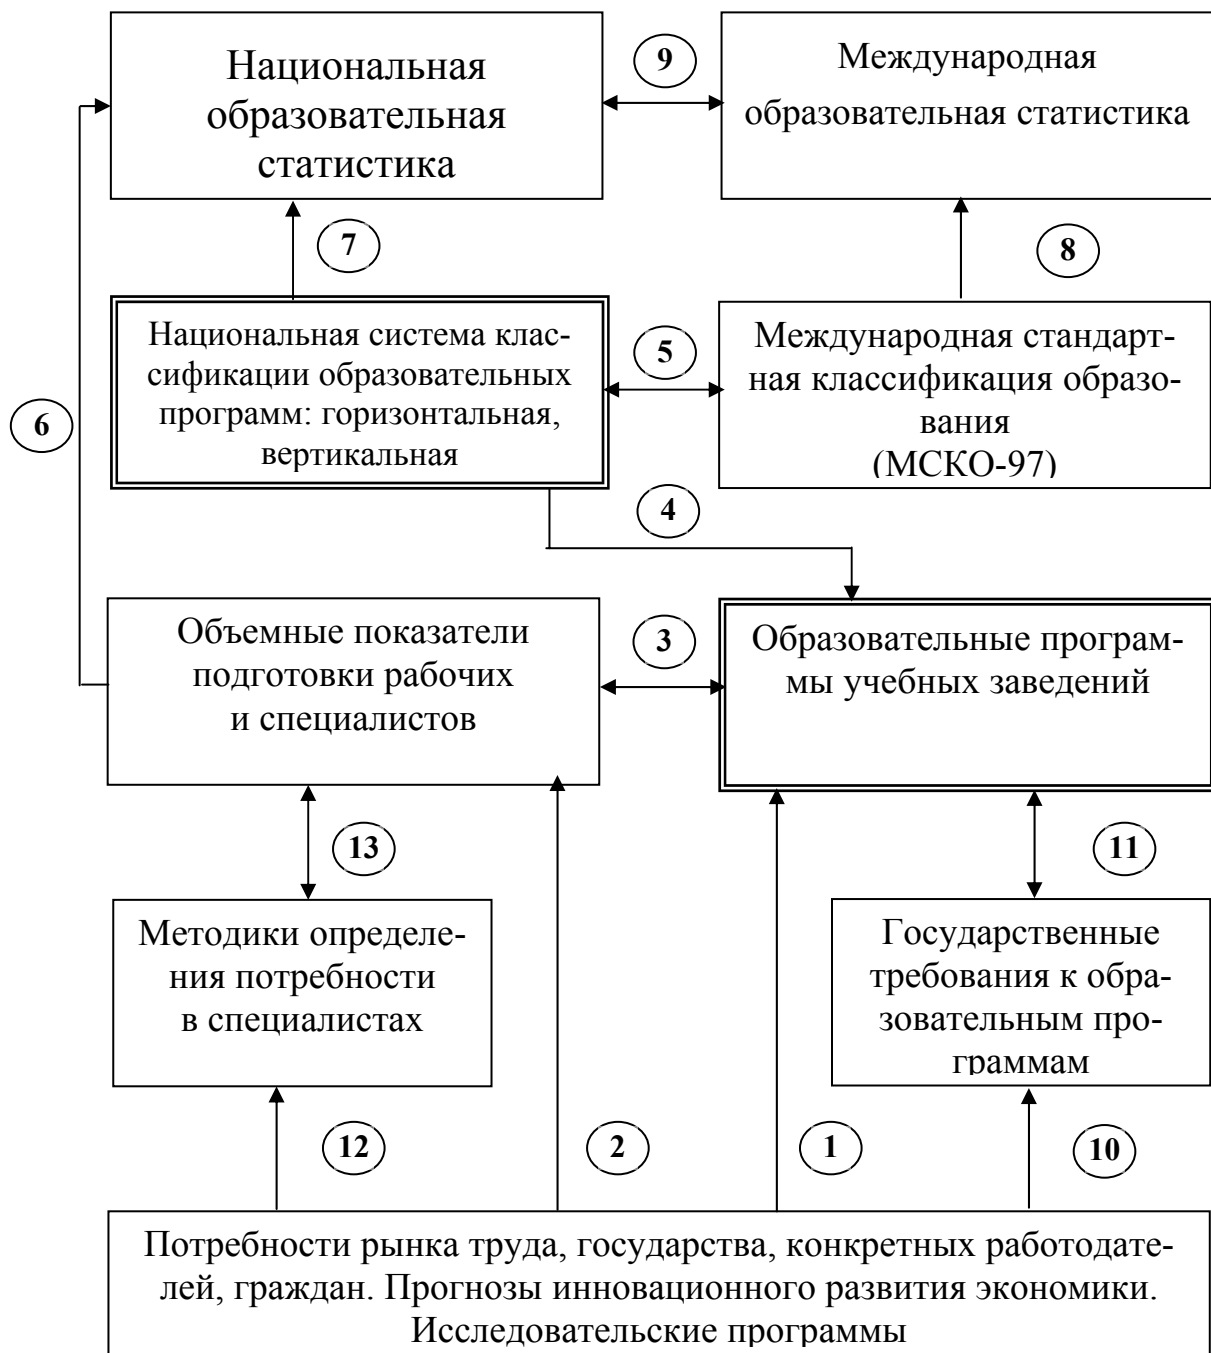 Национальная
образовательная
статистика
9
Международная
образовательная статистика
7
8
Национальная система клас-
сификации образовательных
программ: горизонтальная,
вертикальная
5
Международная стандарт-
ная классификация образо-
вания
(МСКО-97)
6
4
Объемные показатели
подготовки рабочих
и специалистов
3
Образовательные програм-
мы учебных заведений
13
11
Методики определе-
ния потребности
в специалистах
Государственные
требования к обра-
зовательным про-
граммам
12
2
1
10
Потребности рынка труда, государства, конкретных работодате-
лей, граждан. Прогнозы инновационного развития экономики.
Исследовательские программы